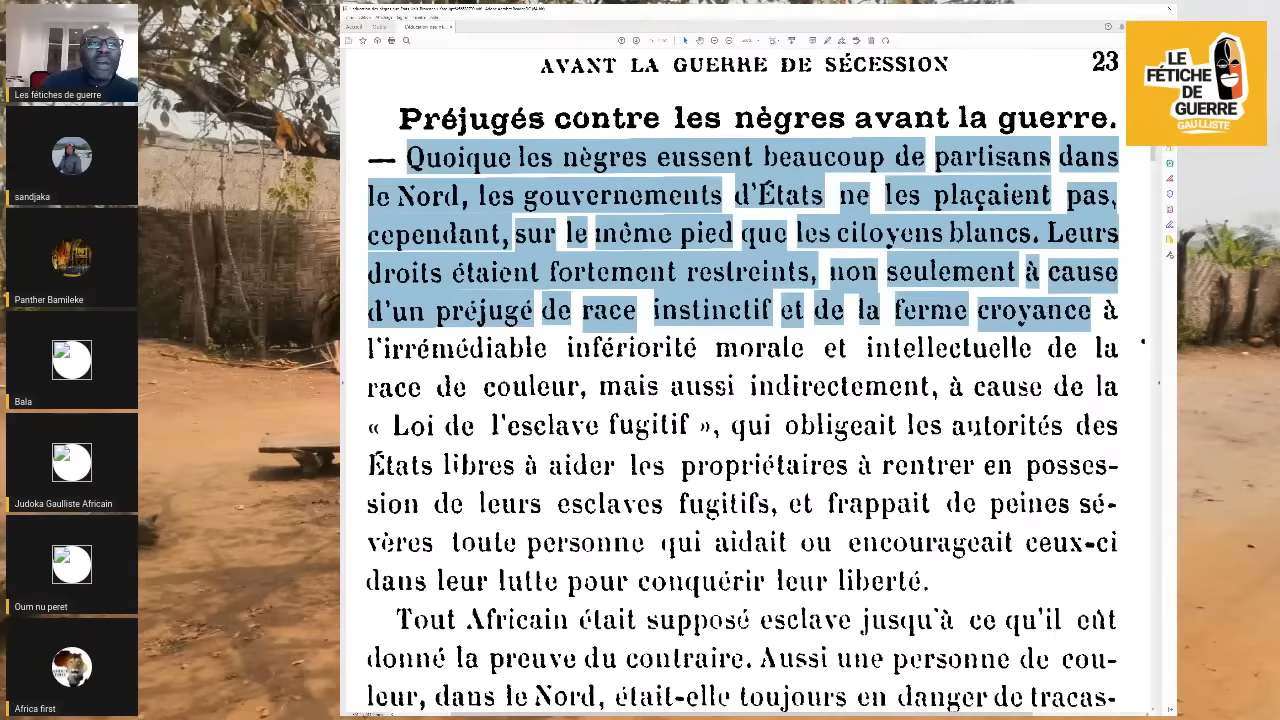 AVANT LA GUERRE DE SÉCESSION 23
Préjugés contre les nègres avant la guerre.
— Quoique les nègres eussent beaucoup de partisans dans
le Nord, les gouvernements d'États ne les plaçaient pas,
cependant, sur le même pied que les citoyens blancs. Leurs
droits étaient fortement restreints, non seulement à cause
d'un préjugé de race instinctif et de la ferme croyance à
l'irrémédiable infériorité morale et intellectuelle de la
race de couleur, mais aussi indirectement, à cause de la
« Loi de l'esclave fugitif », qui obligeait les autorités des
États libres à aider les propriétaires à rentrer en posses-
sion de leurs esclaves fugitifs, et frappait de peines sé-
vères toute personne qui aidait ou encourageait ceux-ci
dans leur lutte pour conquérir leur liberté.
Tout Africain était supposé esclave jusqu'à ce qu'il eût
donné la preuve du contraire. Aussi une personne de cou-
leur, dans le Nord, était-elle toujours en danger de tracas-
Les fétiches de guerre
sandjaka
Panther Bamileke
Bala
Judoka Gaulliste Africain
Oum nu peret
Africa first
LE
FÉTICHE
DE
GUERRE
GAULLISTE
Accueil Outils